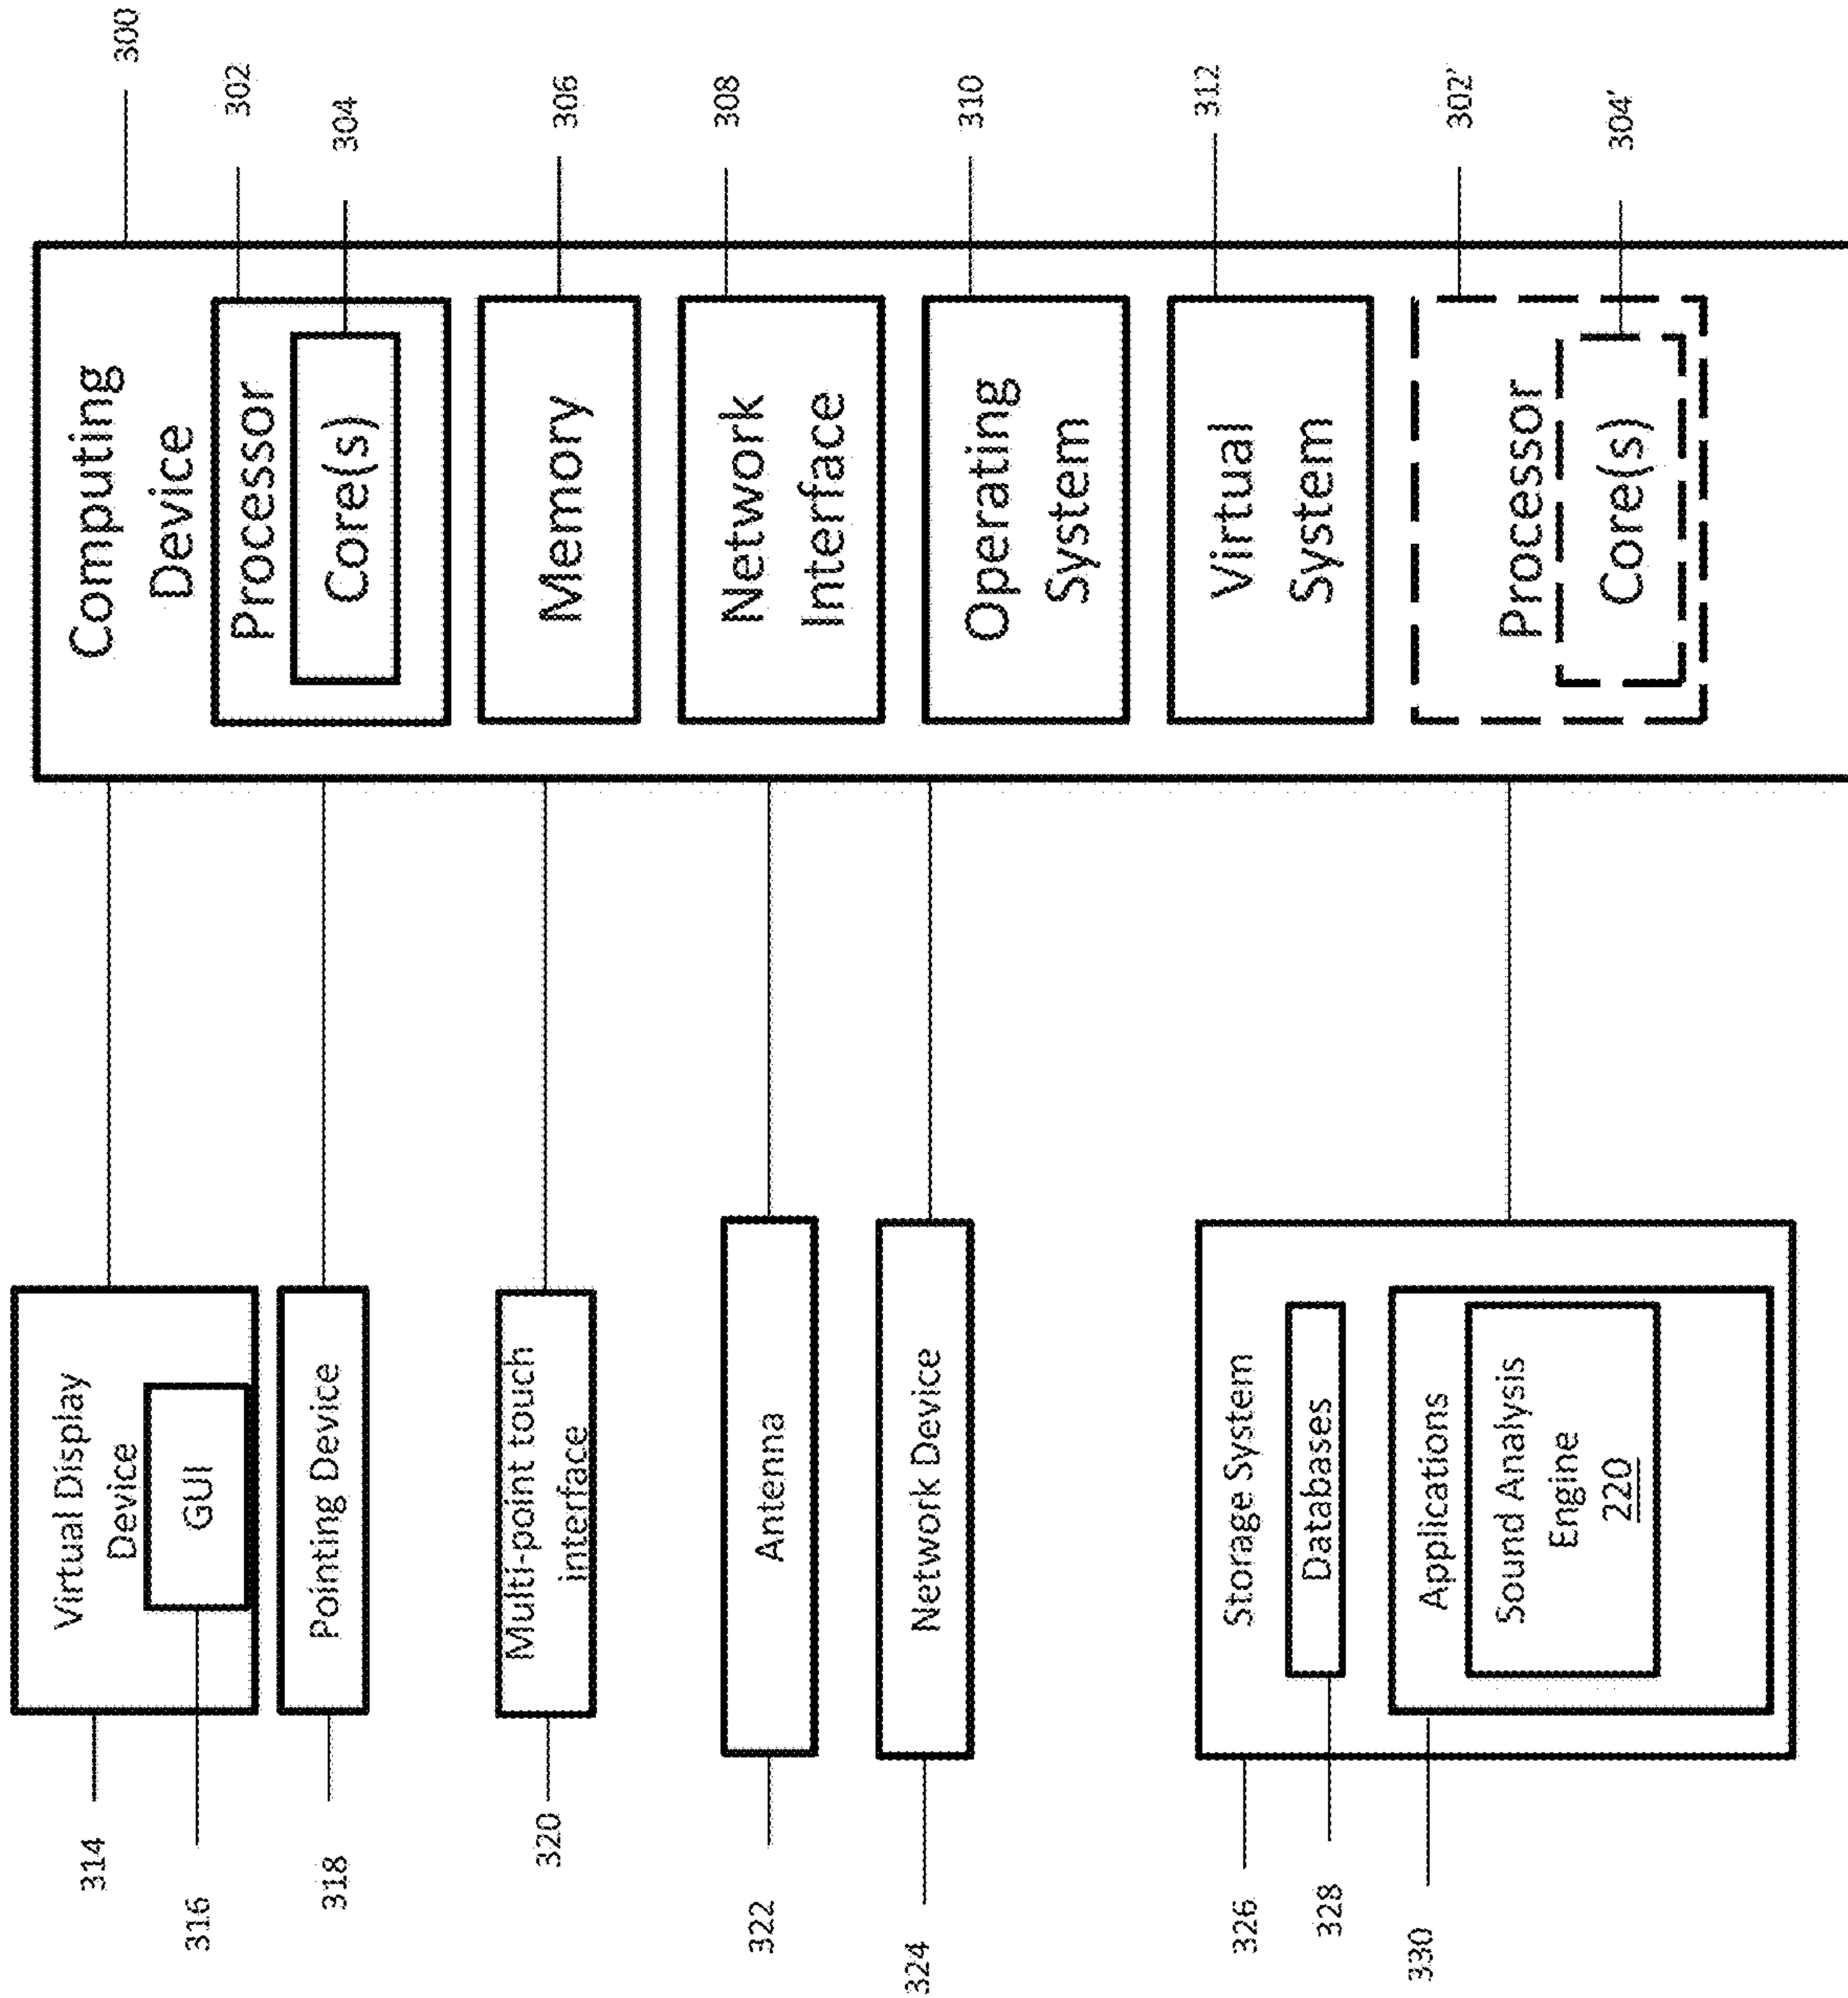 314
Virtual Display
Device
316
GUI
318
Pointing Device
320
Multi-point touch
interface
322
Antenna
324
Network Device
326
Storage System
328
Databases
330
Applications
Sound Analysis
Engine
220
Computing
Device
300
Processor
302
Core(s)
304
Memory
306
Network
Interface
308
Operating
System
310
Virtual
System
312
Processor
302'
Core(s)
304'